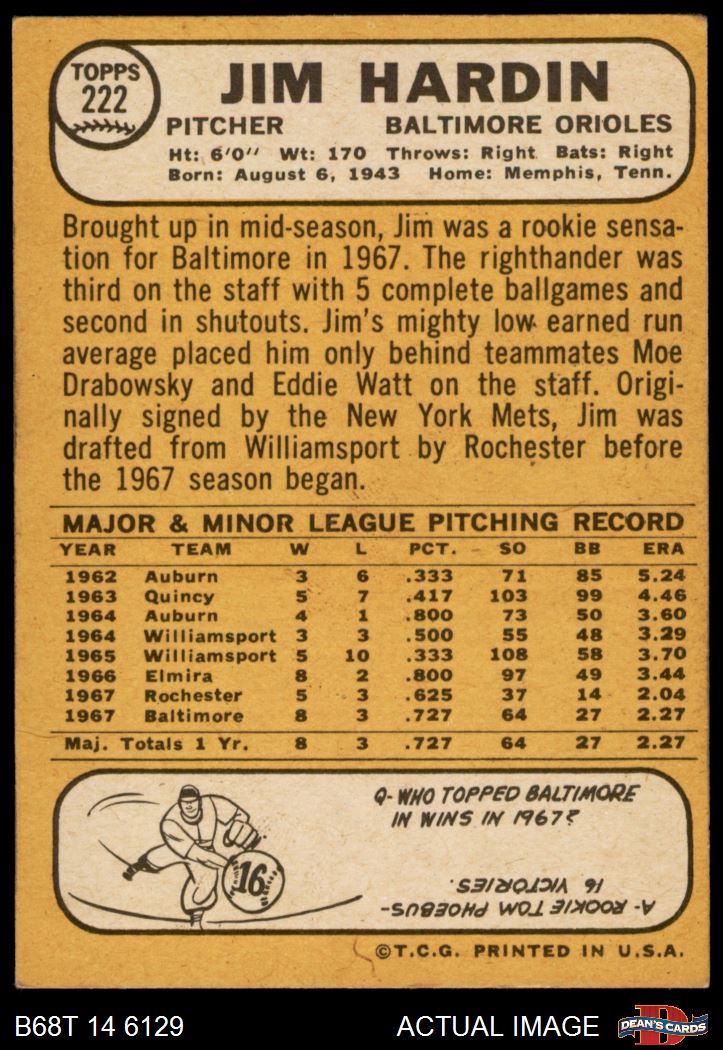 TOPPS
222
JIM HARDIN
PITCHER BALTIMORE ORIOLES
Ht: 6'0" Wt: 170 Throws: Right Bats: Right
Born: August 6, 1943 Home: Memphis, Tenn.
Brought up in mid-season, Jim was a rookie sensa-
tion for Baltimore in 1967. The righthander was
third on the staff with 5 complete ballgames and
second in shutouts. Jim's mighty low earned run
average placed him only behind teammates Moe
Drabowsky and Eddie Watt on the staff. Origi-
nally signed by the New York Mets, Jim was
drafted from Williamsport by Rochester before
the 1967 season began.
MAJOR & MINOR LEAGUE PITCHING RECORD
YEAR TEAM W L PCT. SO BB ERA
1962 Auburn 3 6 .333 71 85 5.24
1963 Quincy 5 7 .417 103 99 4.46
1964 Auburn 4 1 .800 73 50 3.60
1964 Williamsport 3 3 .500 55 48 3.29
1965 Williamsport 5 10 .333 108 58 3.70
1966 Elmira 8 2 .800 97 49 3.44
1967 Rochester 5 3 .625 37 14 2.04
1967 Baltimore 8 3 .727 64 27 2.27
Maj. Totals 1 Yr. 8 3 .727 64 27 2.27
16
Q-WHO TOPPED BALTIMORE
IN WINS IN 1967?
A-ROOKIE TOM PHOEBUS-
16 VICTORIES.
©T.C.G. PRINTED IN U.S.A.
B68T 14 6129 ACTUAL IMAGE
D
DEAN'S CARDS